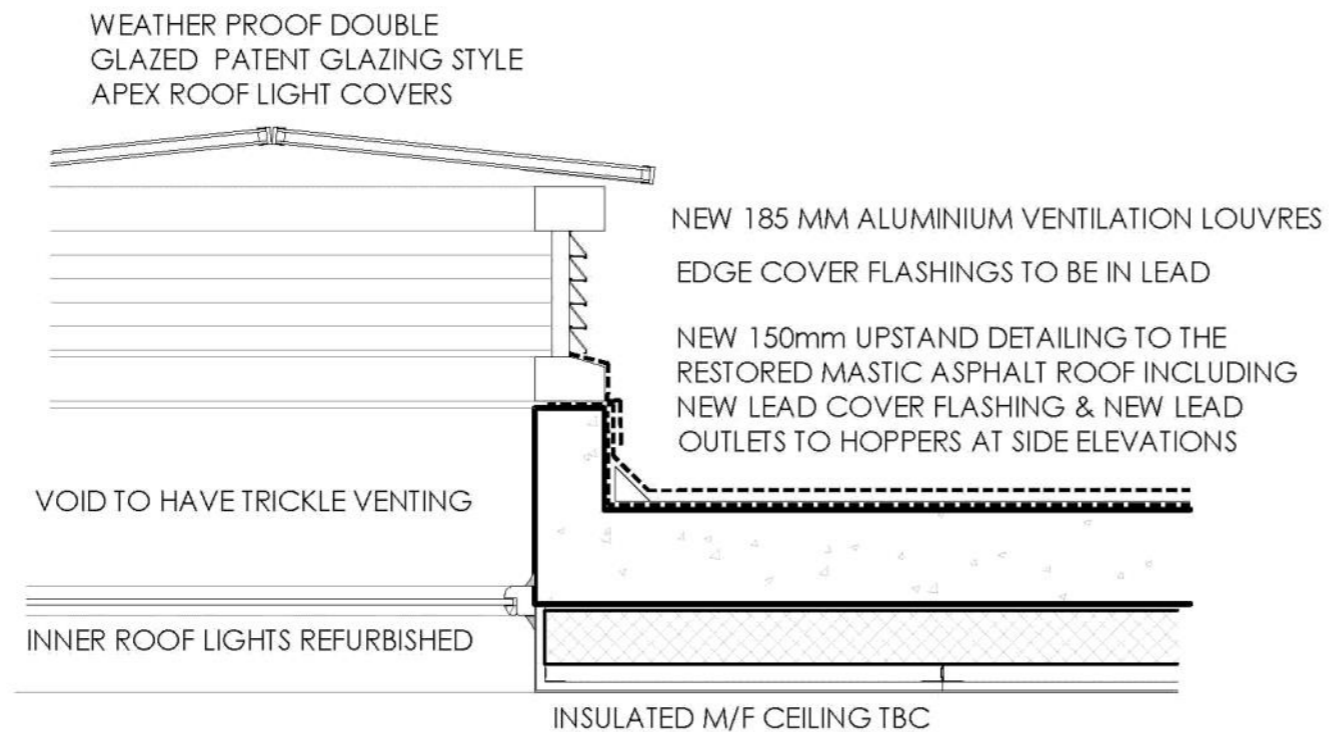 WEATHER PROOF DOUBLE
GLAZED PATENT GLAZING STYLE
APEX ROOF LIGHT COVERS
NEW 185 MM ALUMINIUM VENTILATION LOUVRES
EDGE COVER FLASHINGS TO BE IN LEAD
NEW 150mm UPSTAND DETAILING TO THE
RESTORED MASTIC ASPHALT ROOF INCLUDING
NEW LEAD COVER FLASHING & NEW LEAD
OUTLETS TO HOPPERS AT SIDE ELEVATIONS
VOID TO HAVE TRICKLE VENTING
INNER ROOF LIGHTS REFURBISHED
INSULATED M/F CEILING TBC